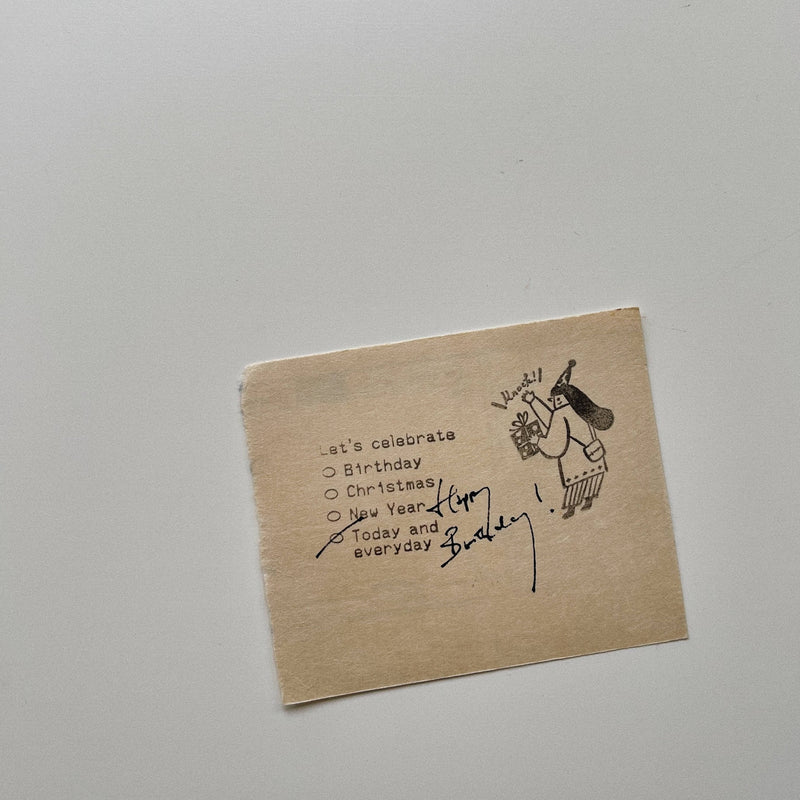 Knock!!
Let's celebrate
Birthday
Christmas
New Year
Today and
everyday
Happy
Birthday!